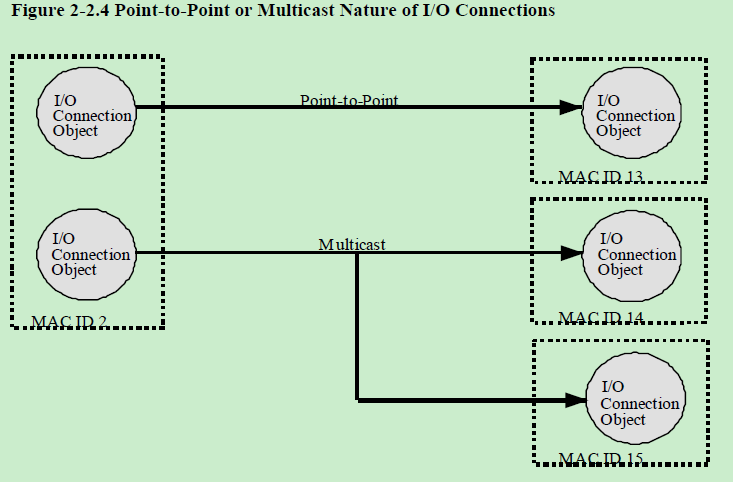 Figure 2-2.4 Point-to-Point or Multicast Nature of I/O Connections
I/O
Connection
Object
Point-to-Point
I/O
Connection
Object
MAC ID 13
I/O
Connection
Object
MAC ID 2
Multicast
I/O
Connection
Object
MAC ID 14
I/O
Connection
Object
MAC ID 15